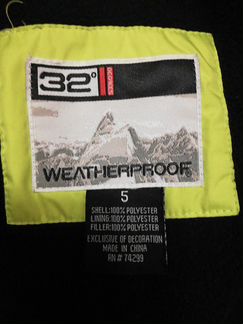 32°
DEGREES
WEATHERPROOF
5
SHELL:100% POLYESTER
LINING:100% POLYESTER
FILLER:100% POLYESTER
EXCLUSIVE OF DECORATION
MADE IN CHINA
RN # 74299